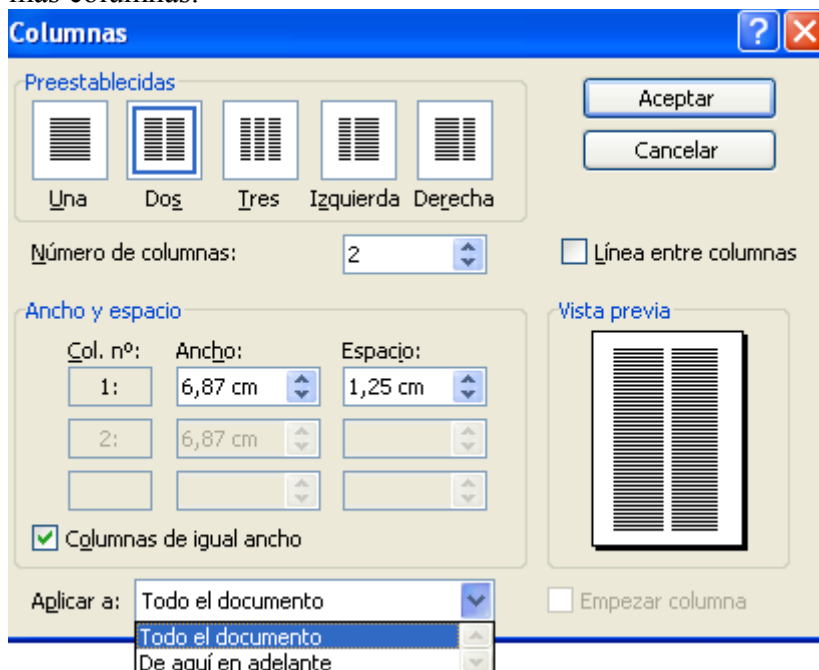 Columnas
Preestablecidas
Una Dos Tres Izquierda Derecha
Aceptar
Cancelar
Número de columnas: 2
Línea entre columnas
Ancho y espacio
Col. nº: Ancho: Espacio:
1: 6,87 cm 1,25 cm
2: 6,87 cm
Columnas de igual ancho
Vista previa
Aplicar a: Todo el documento
Empezar columna
Todo el documento
De aquí en adelante